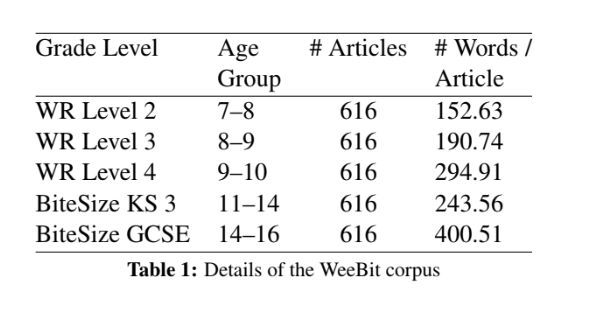 Grade Level Age # Articles # Words /
Group Article
WR Level 2 7–8 616 152.63
WR Level 3 8–9 616 190.74
WR Level 4 9–10 616 294.91
BiteSize KS 3 11–14 616 243.56
BiteSize GCSE 14–16 616 400.51
Table 1: Details of the WeeBit corpus